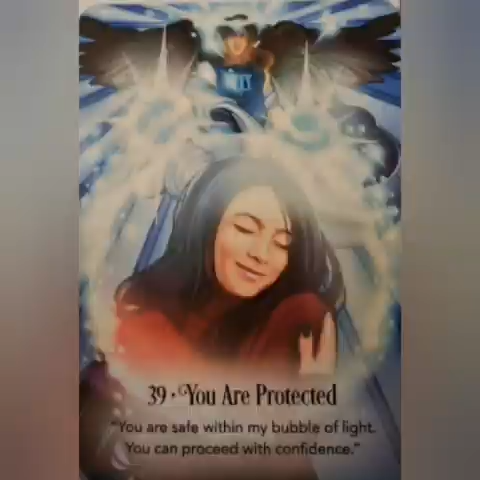 39 • You Are Protected
"You are safe within my bubble of light.
You can proceed with confidence."